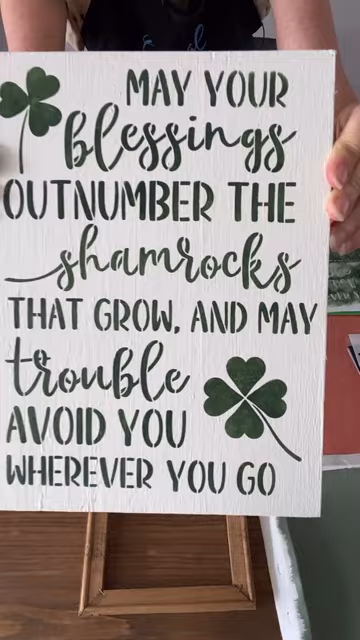 MAY YOUR
blessings
OUTNUMBER THE
shamrocks
THAT GROW, AND MAY
trouble
AVOID YOU
WHEREVER YOU GO